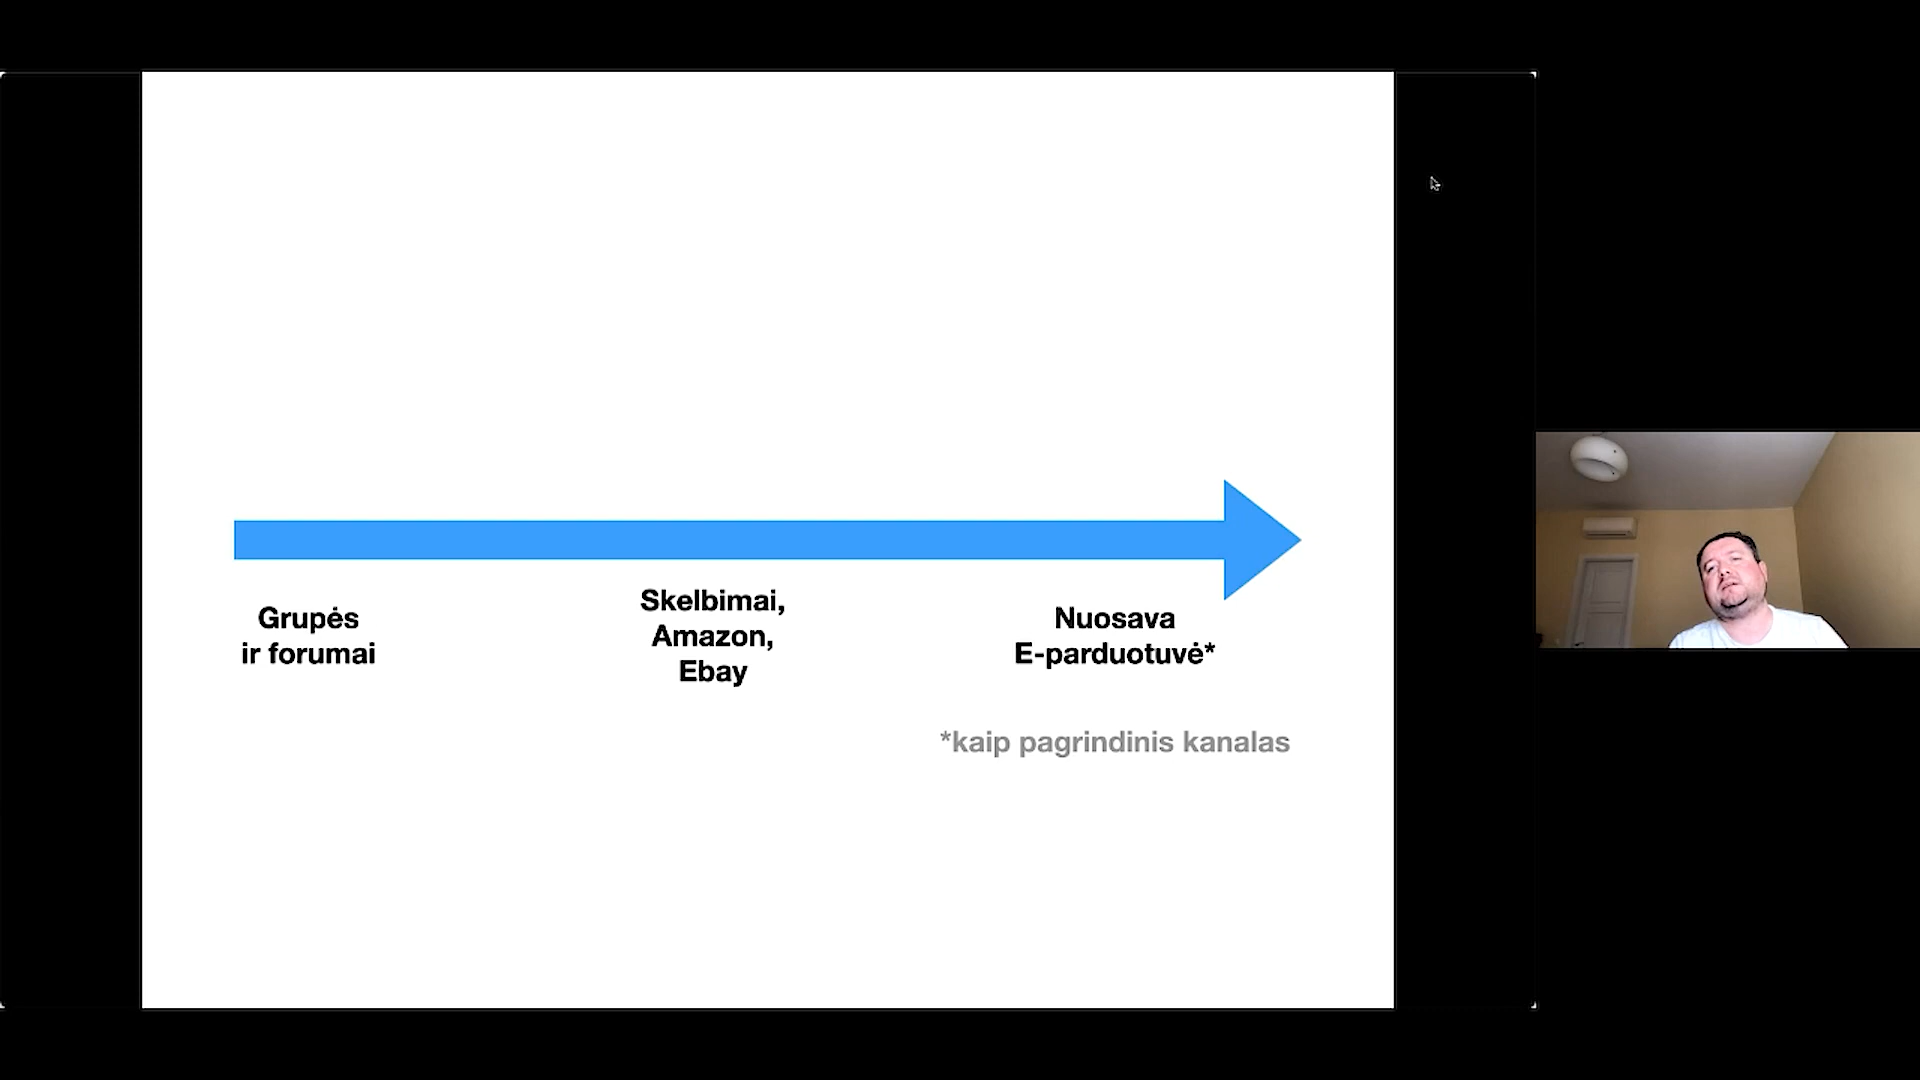 Grupės
ir forumai
Skelbimai,
Amazon,
Ebay
Nuosava
E-parduotuvė*
*kaip pagrindinis kanalas